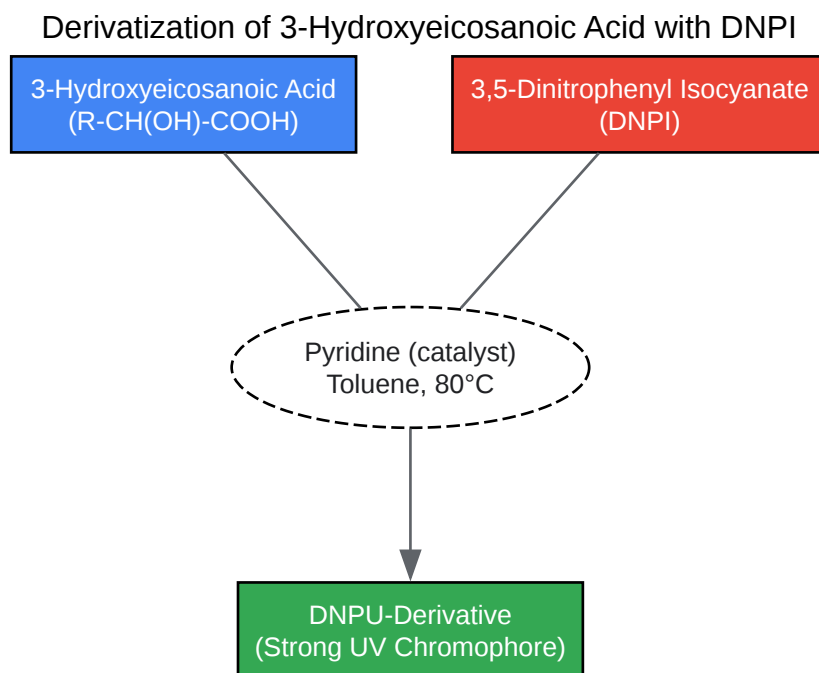 Derivatization of 3-Hydroxyeicosanoic Acid with DNPI
3-Hydroxyeicosanoic Acid
(R-CH(OH)-COOH)
3,5-Dinitrophenyl Isocyanate
(DNPI)
Pyridine (catalyst)
Toluene, 80°C
DNPU-Derivative
(Strong UV Chromophore)